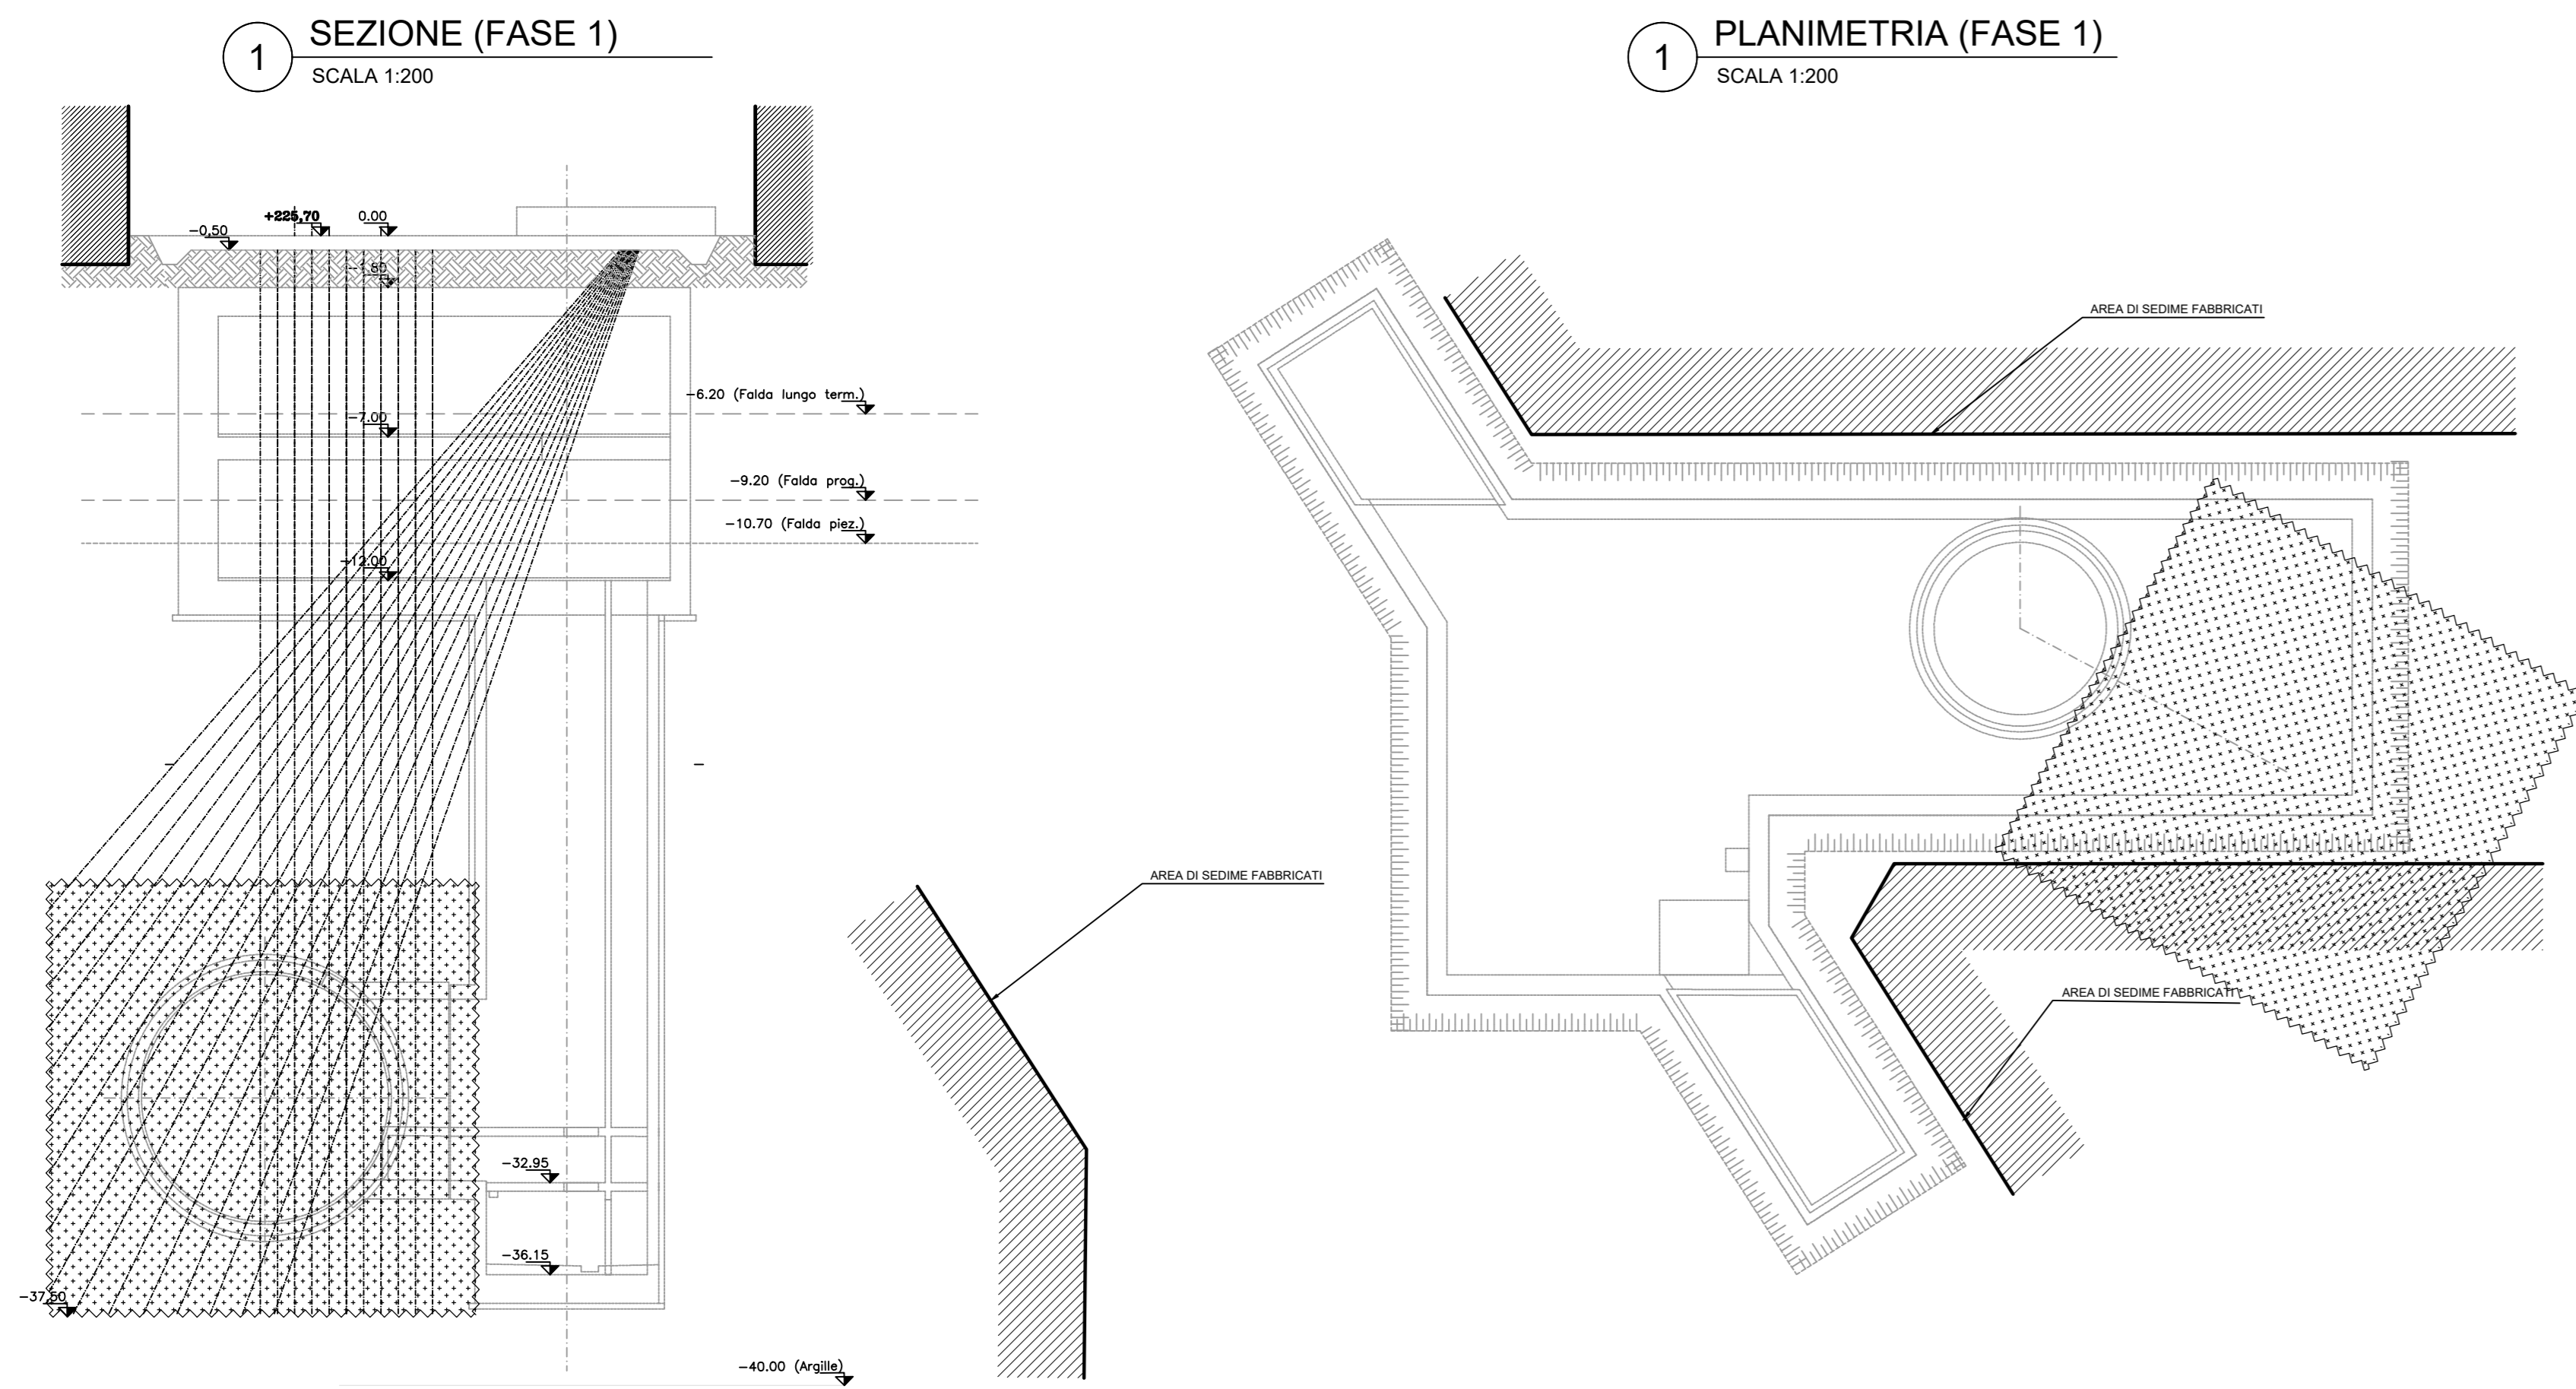 1
SEZIONE (FASE 1)
SCALA 1:200
1
PLANIMETRIA (FASE 1)
SCALA 1:200
+225,70
0.00
-0,50
-6.20 (Falda lungo term.)
-7.00
-9.20 (Falda prog.)
-10.70 (Falda piez.)
-12.00
AREA DI SEDIME FABBRICATI
AREA DI SEDIME FABBRICATI
AREA DI SEDIME FABBRICATI
-32.95
-36.15
-37,50
-40.00 (Argille)